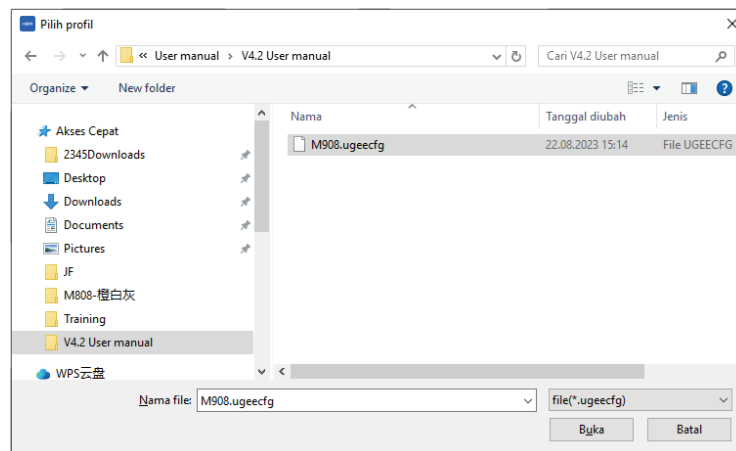 Pilih profil
« User manual › V4.2 User manual
Cari V4.2 User manual
Organize
New folder
Nama
Tanggal diubah
Jenis
Akses Cepat
2345Downloads
Desktop
Downloads
Documents
Pictures
JF
M808-橙白灰
Training
V4.2 User manual
WPS云盘
M908.ugeecfg
22.08.2023 15:14
File UGEECFG
Nama file:
M908.ugeecfg
file(*.ugeecfg)
Buka
Batal